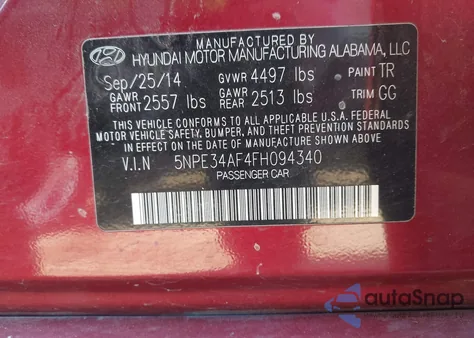 MANUFACTURED BY
HYUNDAI MOTOR MANUFACTURING ALABAMA, LLC
Sep/25/14 GVWR 4497 lbs PAINT TR
GAWR FRONT 2557 lbs GAWR REAR 2513 lbs TRIM GG
THIS VEHICLE CONFORMS TO ALL APPLICABLE U.S.A. FEDERAL
MOTOR VEHICLE SAFETY, BUMPER, AND THEFT PREVENTION STANDARDS
IN EFFECT ON THE DATE OF MANUFACTURE SHOWN ABOVE
V.I.N 5NPE34AF4FH094340
PASSENGER CAR
autoSnap